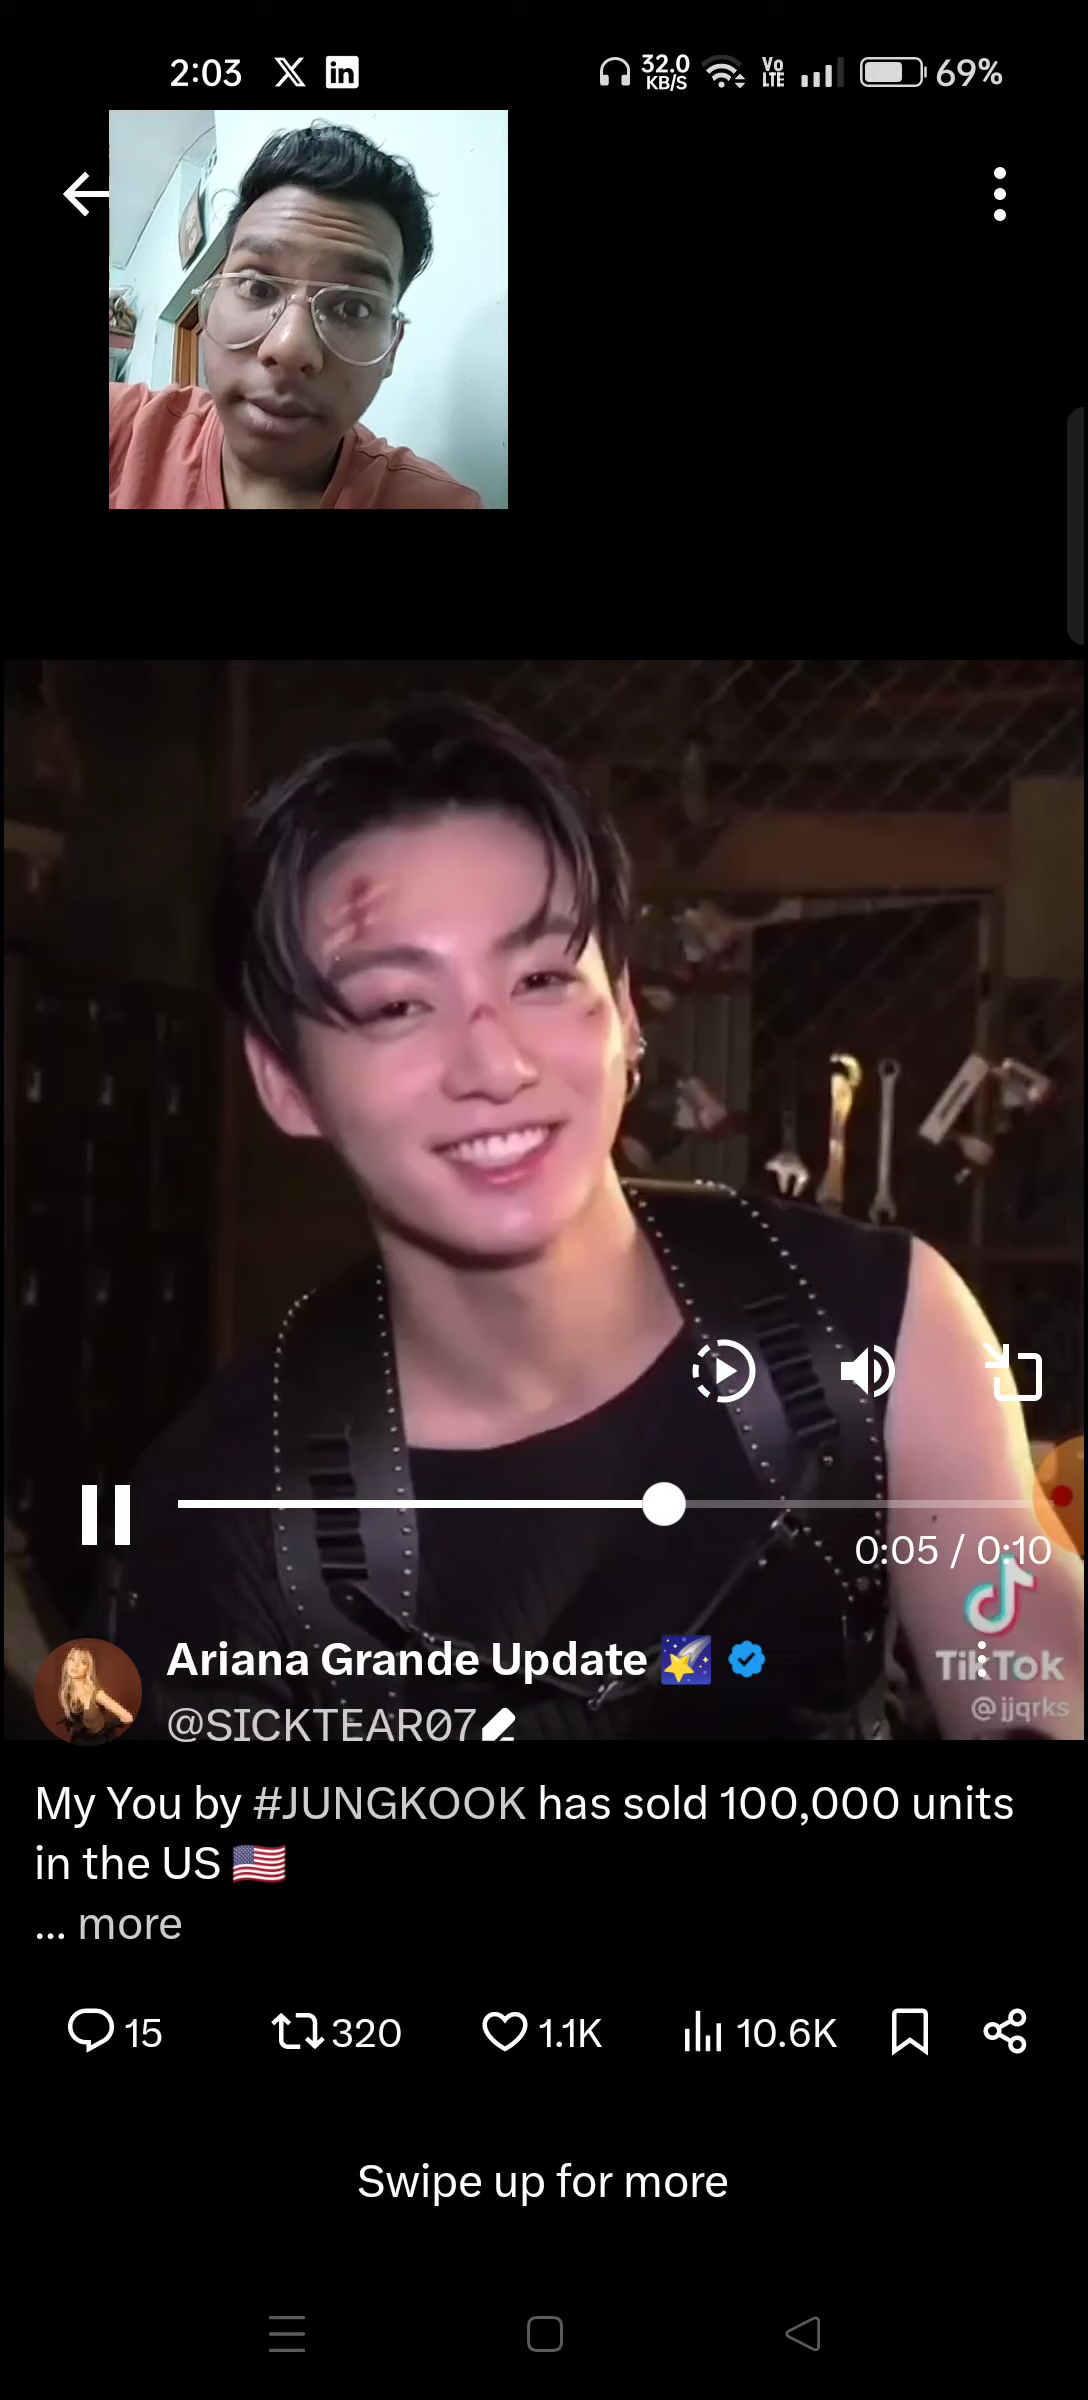 2:03
32.0
KB/S
Vo
LTE
69%
0:05 / 0:10
TikTok
@jjqrks
Ariana Grande Update 🌠
@SICKTEAR07
My You by #JUNGKOOK has sold 100,000 units
in the US 🇺🇸
... more
15
320
1.1K
10.6K
Swipe up for more